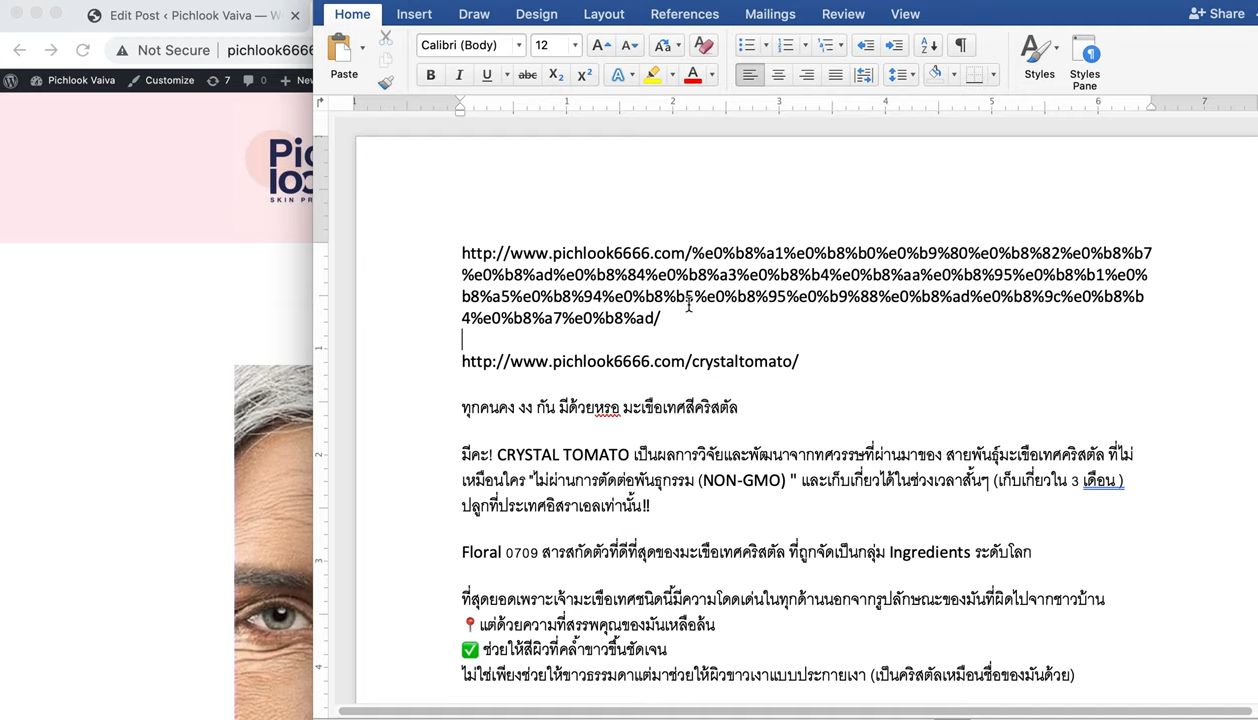 Edit Post ‹ Pichlook Vaiva — W
Not Secure
pichlook6666
Pichlook Vaiva
Customize
7
0
New
Pic
loc
SKIN PR
Home
Insert
Draw
Design
Layout
References
Mailings
Review
View
Share
Paste
Calibri (Body)
12
Styles
Styles
Pane
http://www.pichlook6666.com/%e0%b8%a1%e0%b8%b0%e0%b9%80%e0%b8%82%e0%b8%b7
%e0%b8%ad%e0%b8%84%e0%b8%a3%e0%b8%b4%e0%b8%aa%e0%b8%95%e0%b8%b1%e0%
b8%a5%e0%b8%94%e0%b8%b5%e0%b8%95%e0%b9%88%e0%b8%ad%e0%b8%9c%e0%b8%b
4%e0%b8%a7%e0%b8%ad/
http://www.pichlook6666.com/crystaltomato/
ทุกคนคง งง กัน มีด้วยหรอ มะเขือเทศสีคริสตัล
มีคะ! CRYSTAL TOMATO เป็นผลการวิจัยและพัฒนาจากทศวรรษที่ผ่านมาของ สายพันธุ์มะเขือเทศคริสตัล ที่ไม่
เหมือนใคร "ไม่ผ่านการตัดต่อพันธุกรรม (NON-GMO) " และเก็บเกี่ยวได้ในช่วงเวลาสั้นๆ (เก็บเกี่ยวใน 3 เดือน )
ปลูกที่ประเทศอิสราเอลเท่านั้น!!
Floral 0709 สารสกัดตัวที่ดีที่สุดของมะเขือเทศคริสตัล ที่ถูกจัดเป็นกลุ่ม Ingredients ระดับโลก
ที่สุดยอดเพราะเจ้ามะเขือเทศชนิดนี้มีความโดดเด่นในทุกด้านนอกจากรูปลักษณะของมันที่ผิดไปจากชาวบ้าน
📍แต่ด้วยความที่สรรพคุณของมันเหลือล้น
✅ ช่วยให้สีผิวที่คล้ำขาวขึ้นชัดเจน
ไม่ใช่เพียงช่วยให้ขาวธรรมดาแต่มาช่วยให้ผิวขาวเงาแบบประกายเงา (เป็นคริสตัลเหมือนชื่อของมันด้วย)